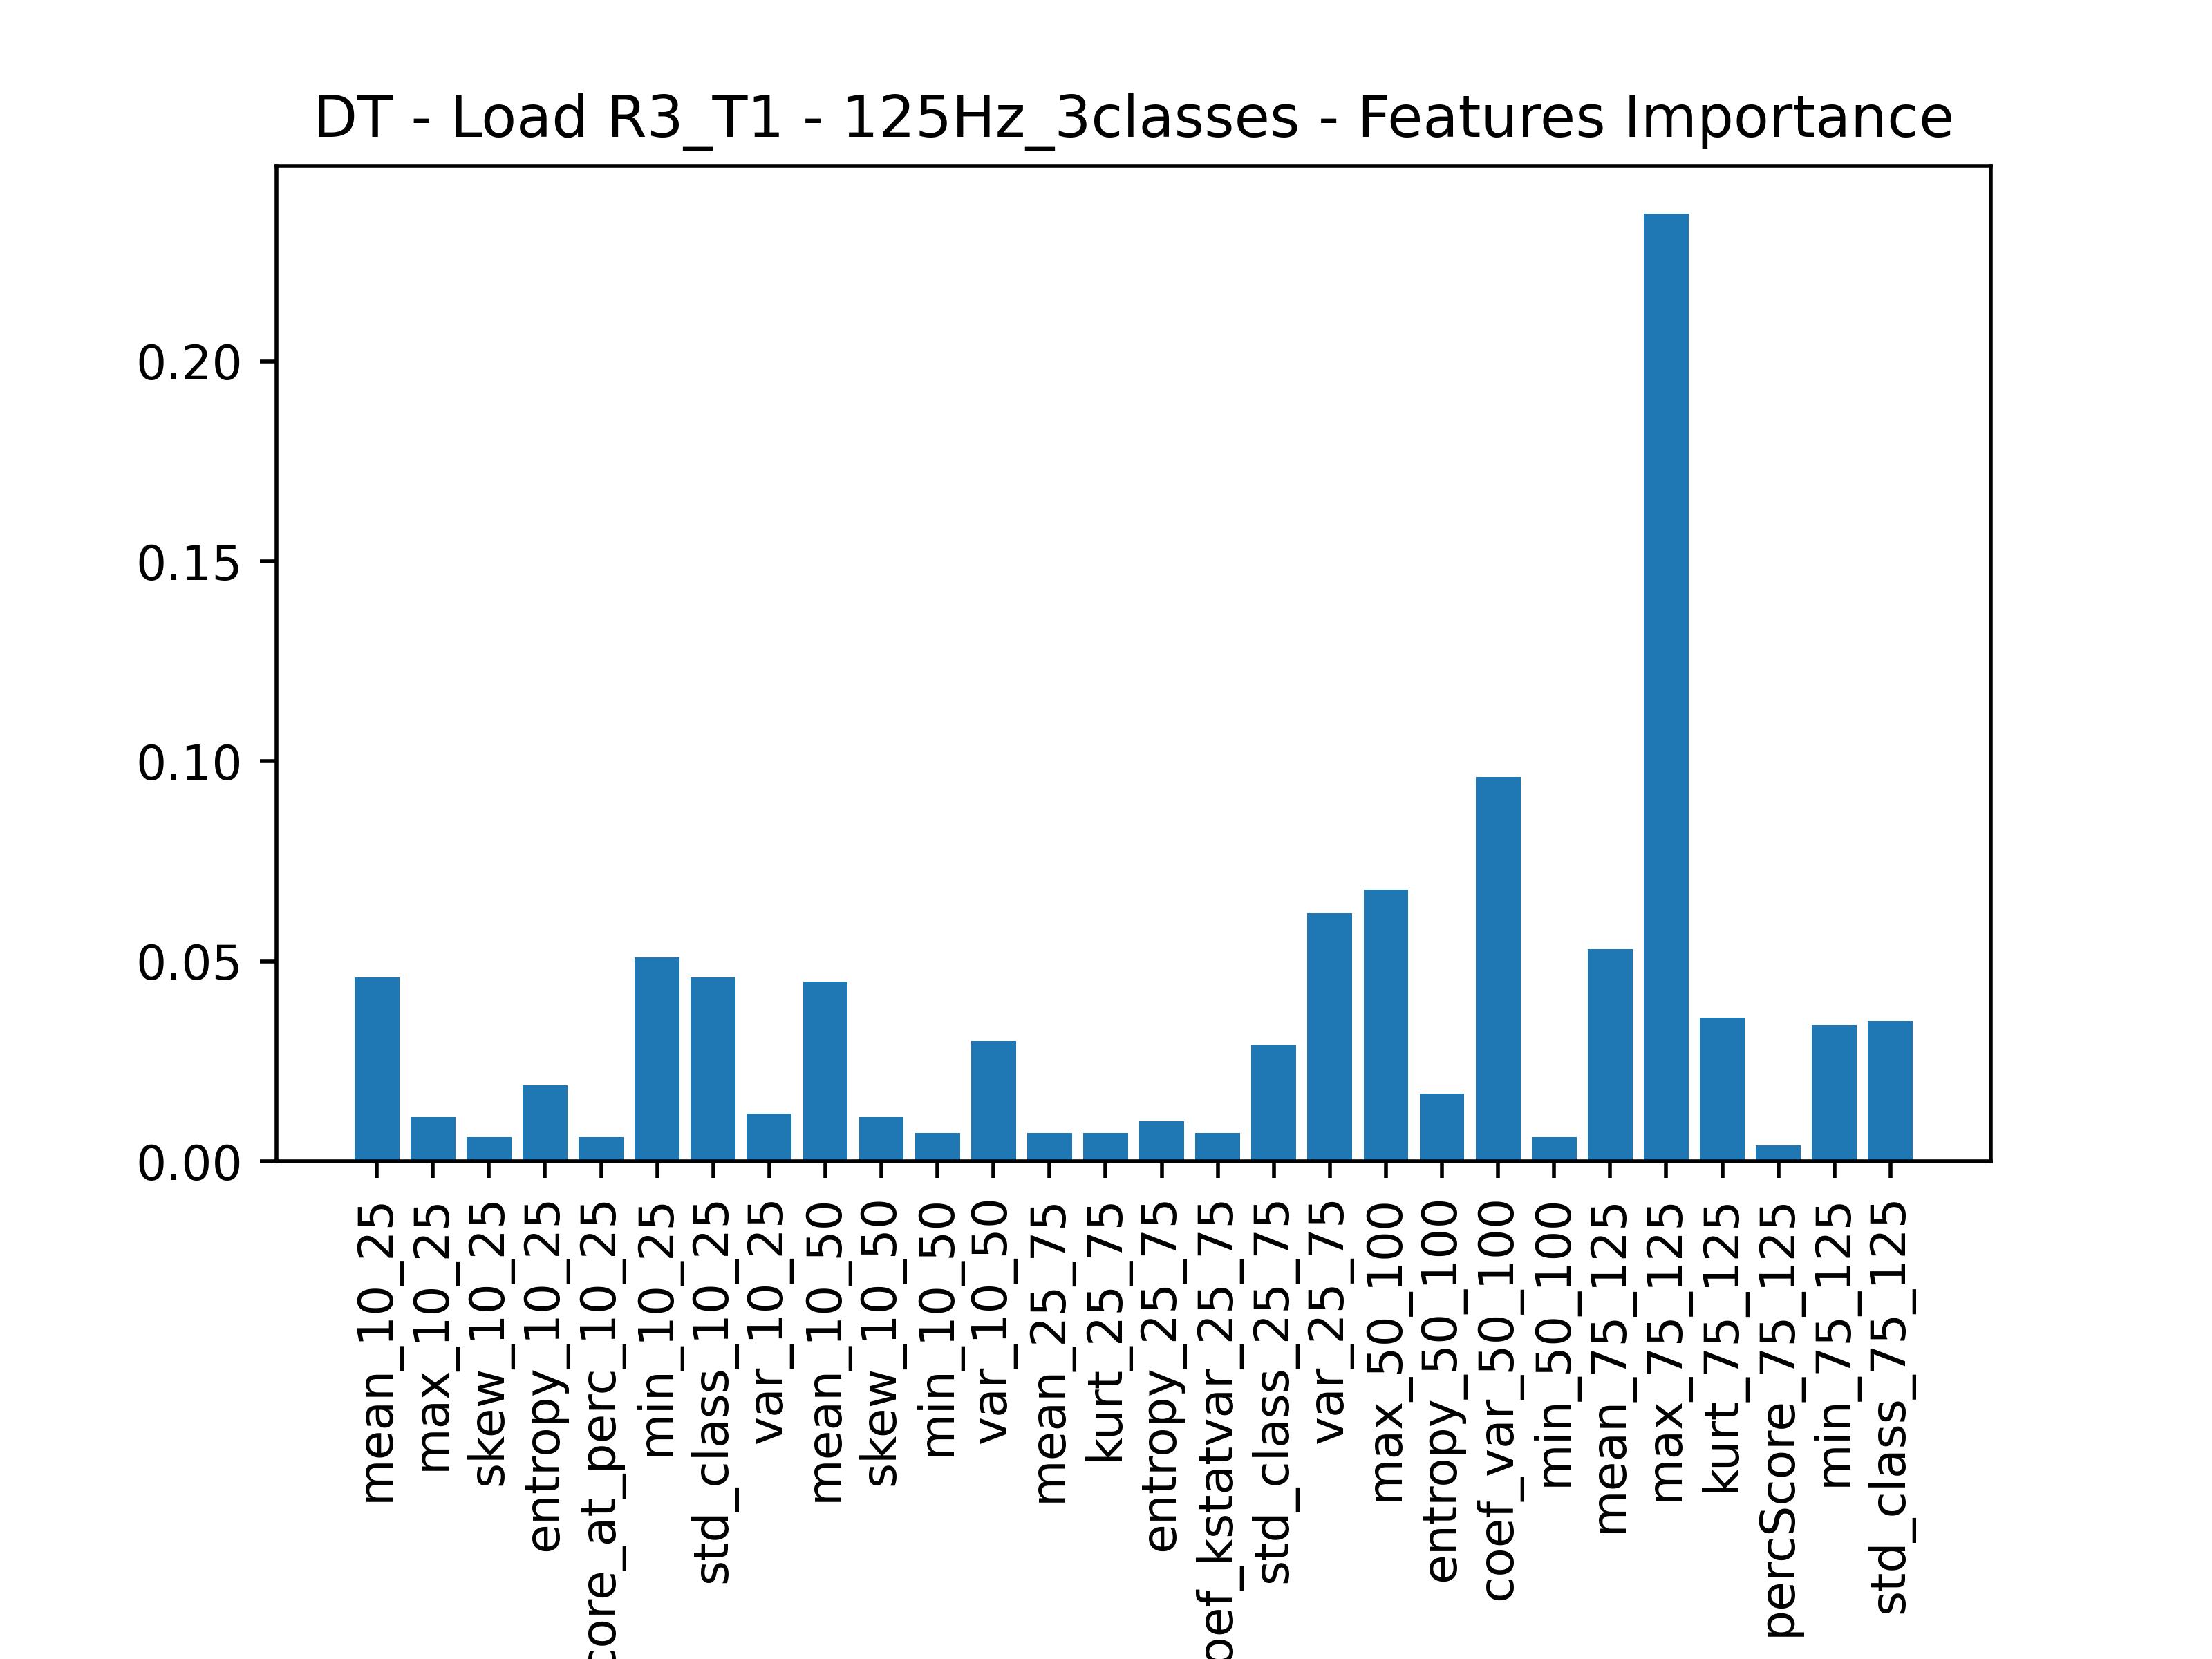 DT - Load R3_T1 - 125Hz_3classes - Features Importance
0.20
0.15
0.10
0.05
0.00
mean_10_25
max_10_25
skew_10_25
entropy_10_25
core_at_perc_10_25
min_10_25
std_class_10_25
var_10_25
mean_10_50
skew_10_50
min_10_50
var_10_50
mean_25_75
kurt_25_75
entropy_25_75
oef_kstatvar_25_75
std_class_25_75
var_25_75
max_50_100
entropy_50_100
coef_var_50_100
min_50_100
mean_75_125
max_75_125
kurt_75_125
percScore_75_125
min_75_125
std_class_75_125